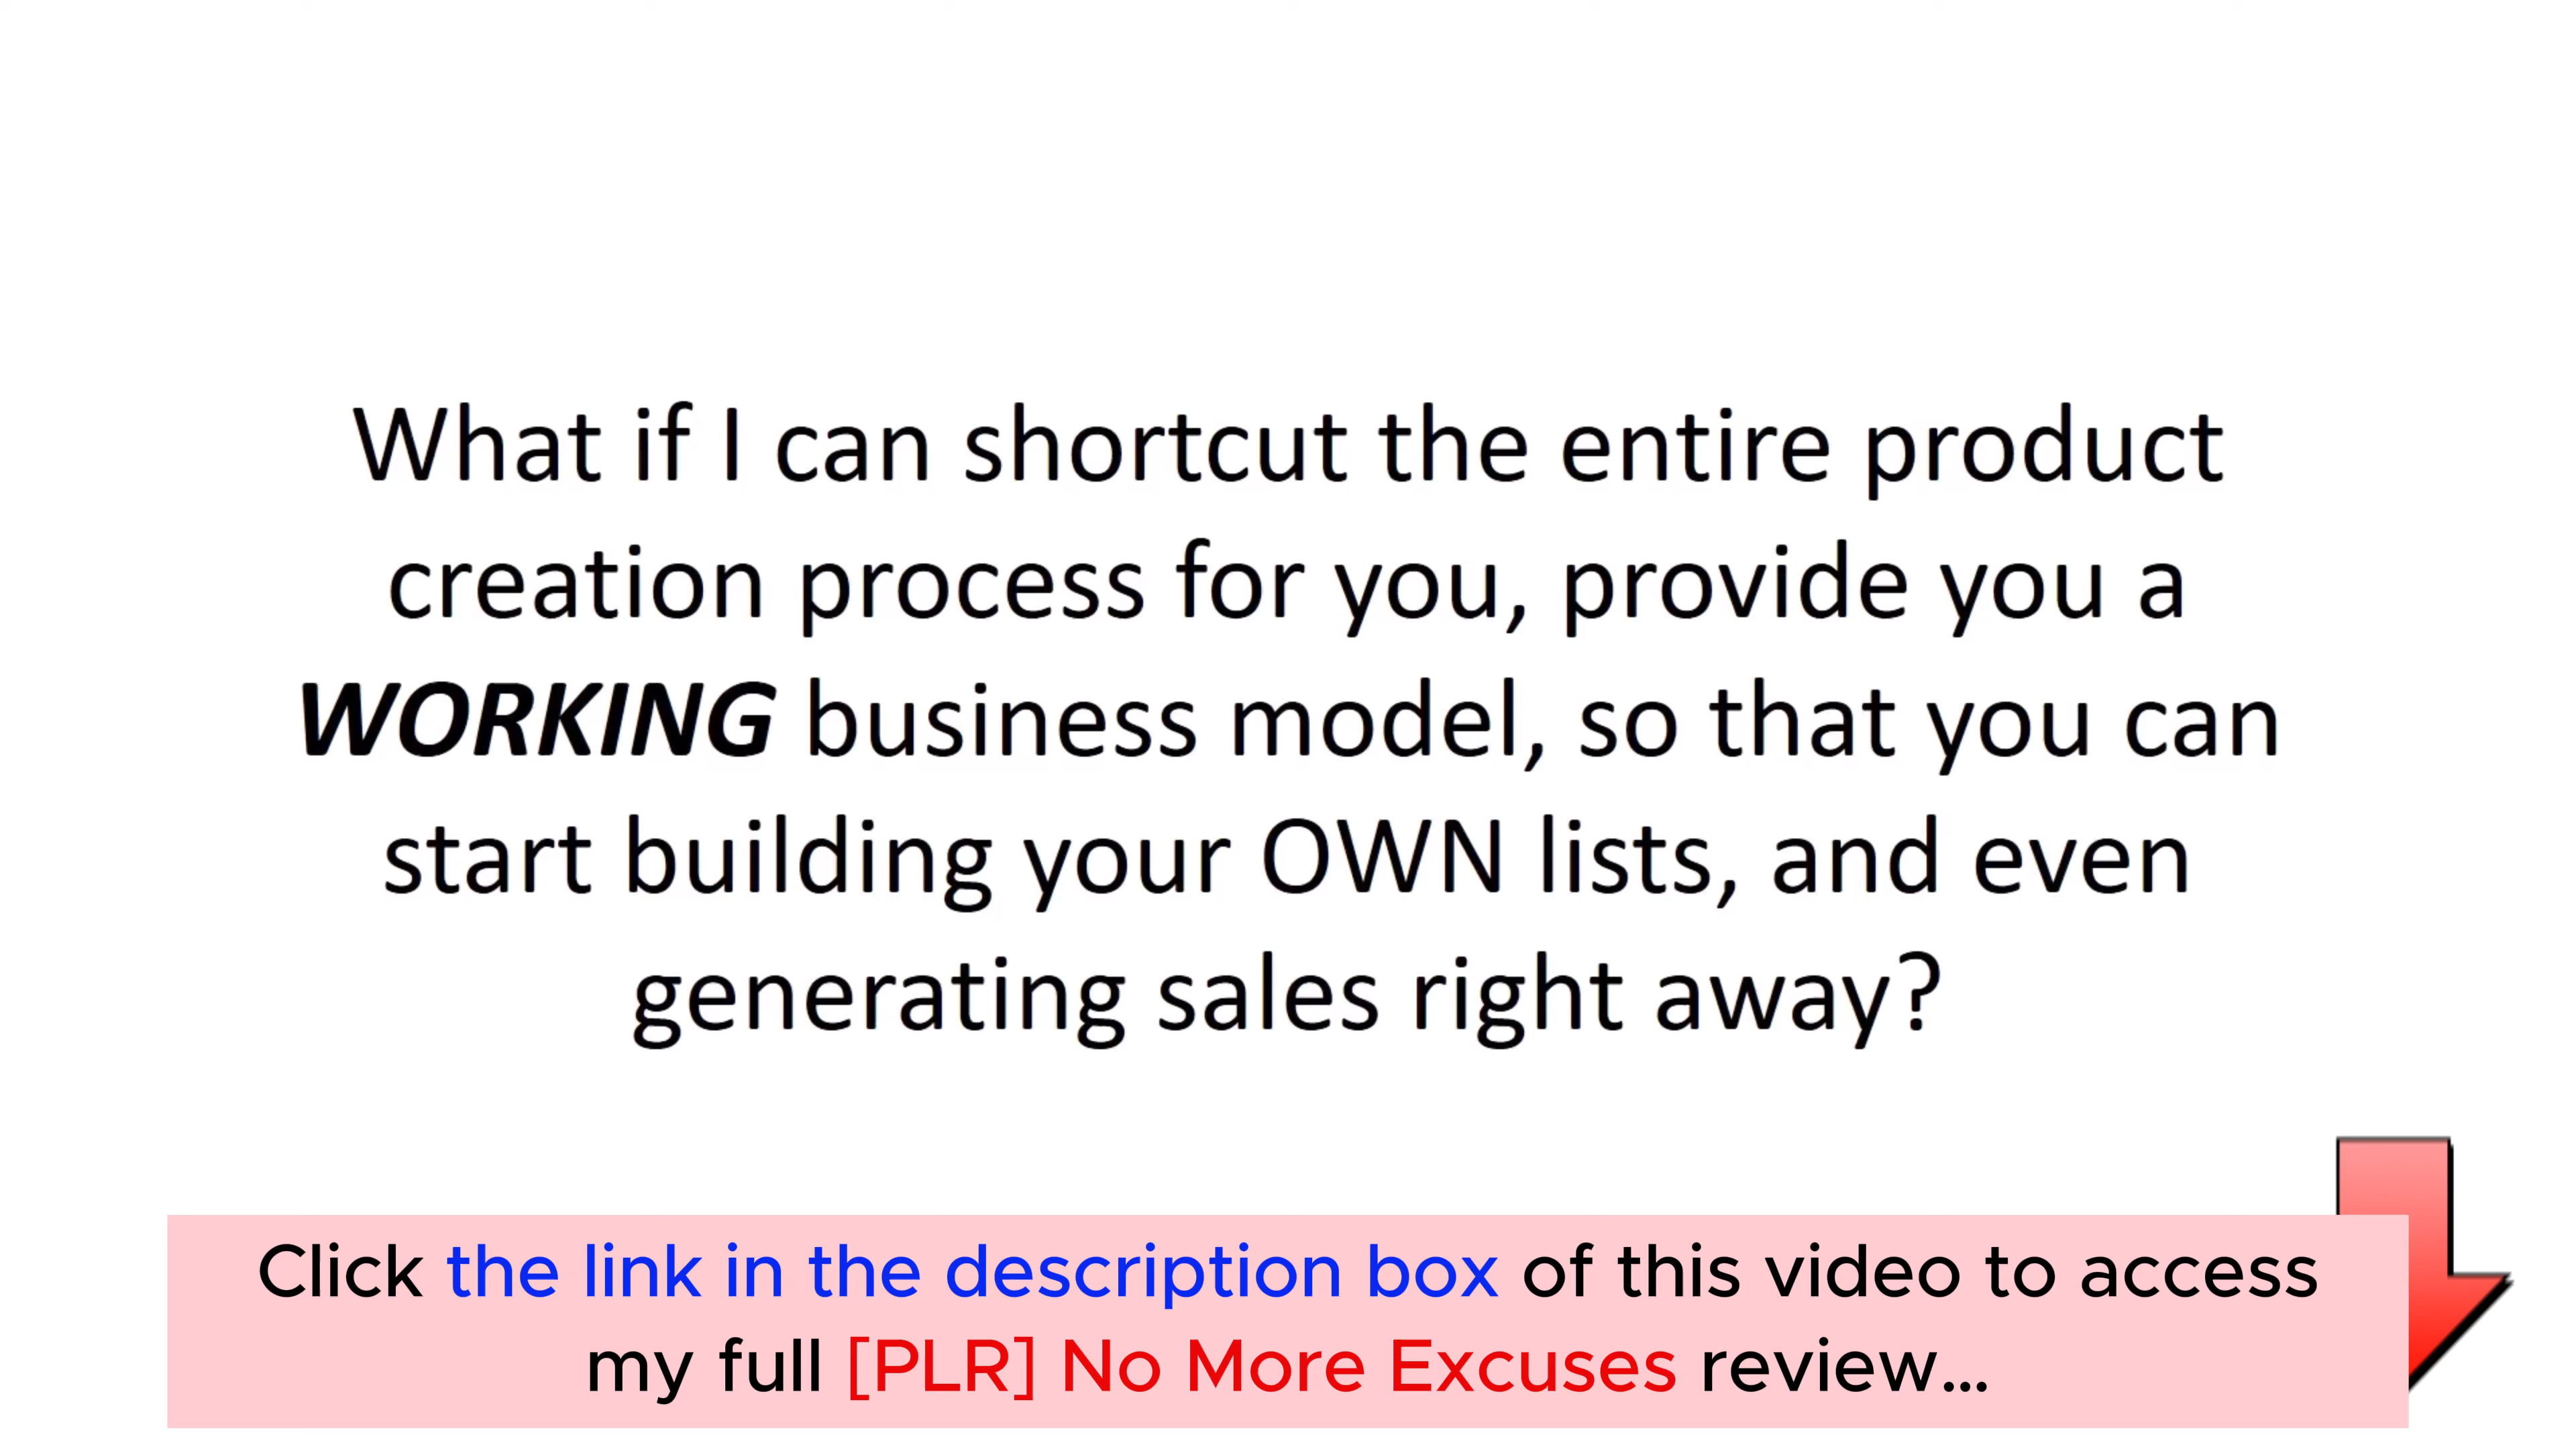 What if I can shortcut the entire product
creation process for you, provide you a
WORKING business model, so that you can
start building your OWN lists, and even
generating sales right away?
Click the link in the description box of this video to access
my full [PLR] No More Excuses review...